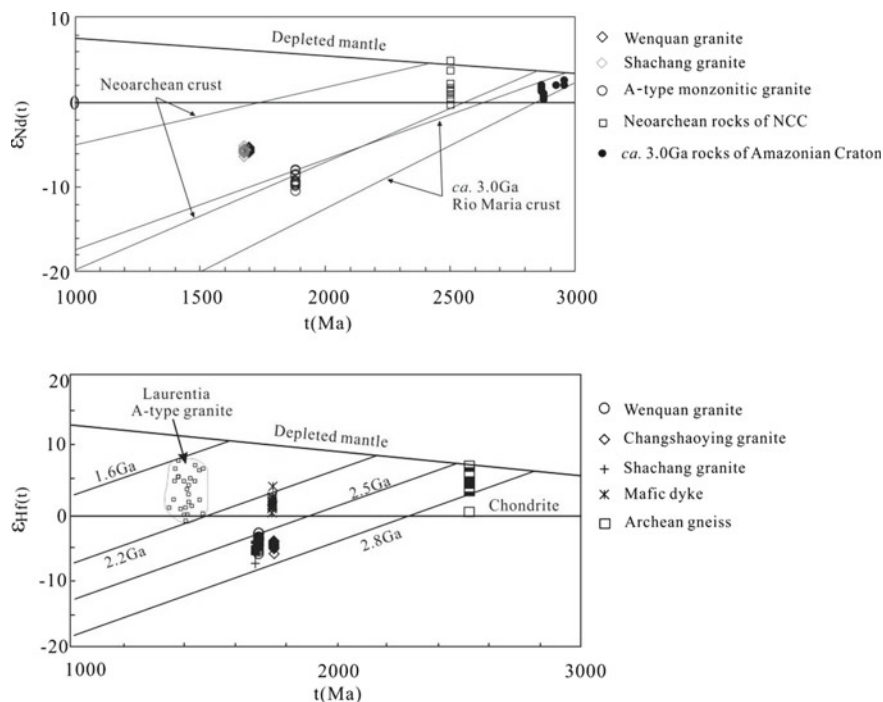 10
0
-10
-20
εNd(t)
Depleted mantle
Neoarchean crust
ca. 3.0Ga
Rio Maria crust
1000
1500
2000
2500
3000
t(Ma)
Wenquan granite
Shachang granite
A-type monzonitic granite
Neoarchean rocks of NCC
ca. 3.0Ga rocks of Amazonian Craton
20
10
0
-10
-20
εHf(t)
Laurentia
A-type granite
Depleted mantle
1.6Ga
2.2Ga
2.5Ga
2.8Ga
Chondrite
1000
2000
3000
t(Ma)
Wenquan granite
Changshaoying granite
Shachang granite
Mafic dyke
Archean gneiss